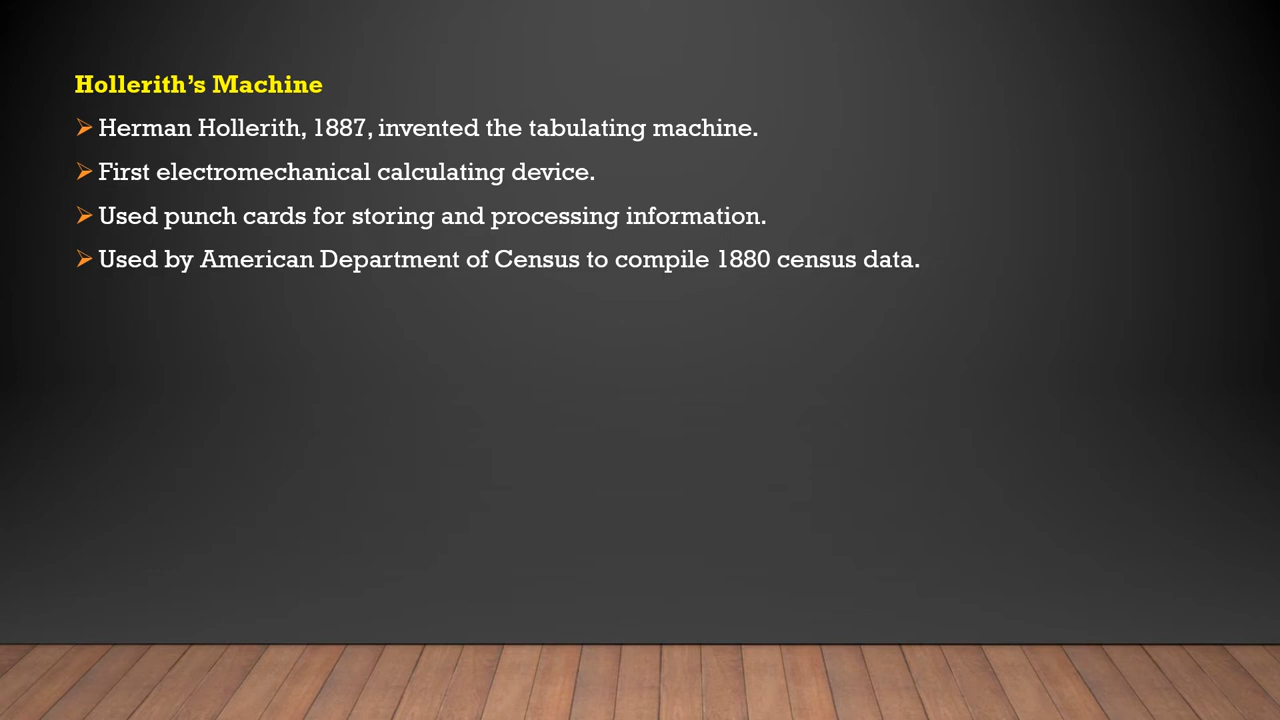 Hollerith’s Machine
Herman Hollerith, 1887, invented the tabulating machine.
First electromechanical calculating device.
Used punch cards for storing and processing information.
Used by American Department of Census to compile 1880 census data.